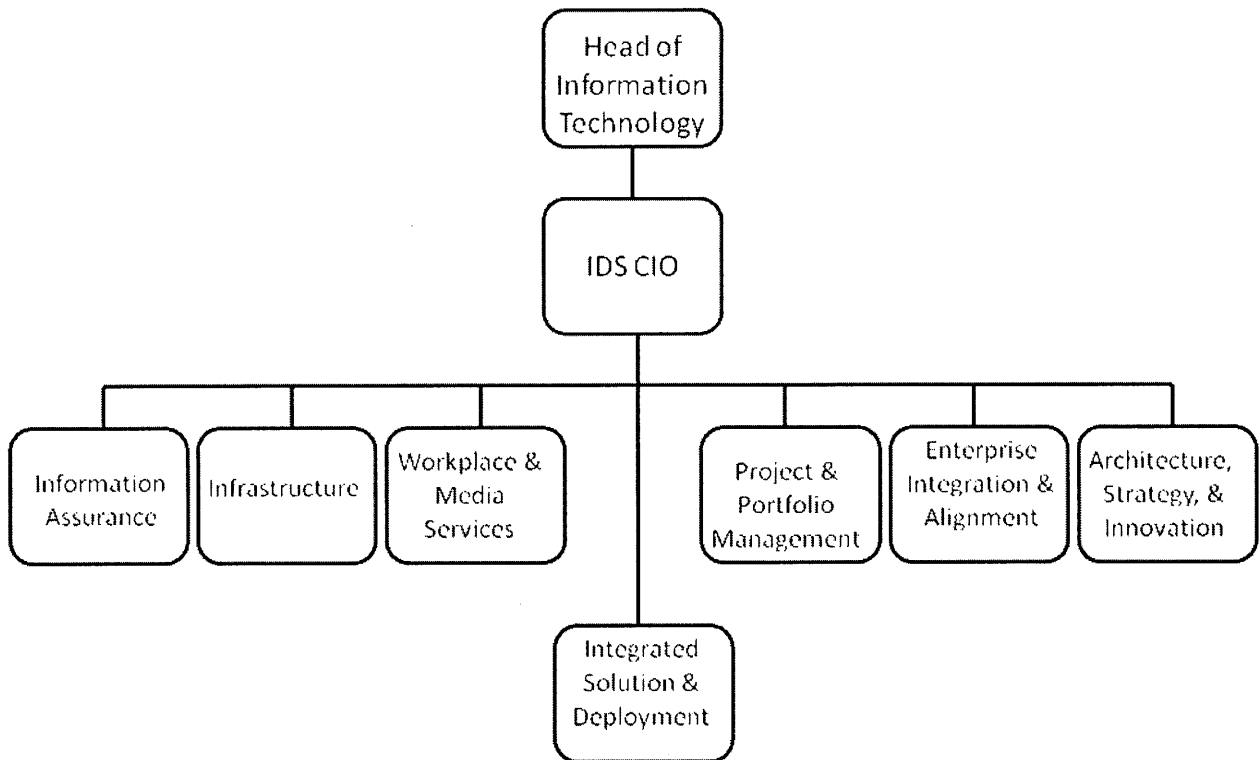 Head of
Information
Technology
IDS CIO
Information
Assurance
Infrastructure
Workplace &
Media
Services
Project &
Portfolio
Management
Enterprise
Integration &
Alignment
Architecture,
Strategy, &
Innovation
Integrated
Solution &
Deployment